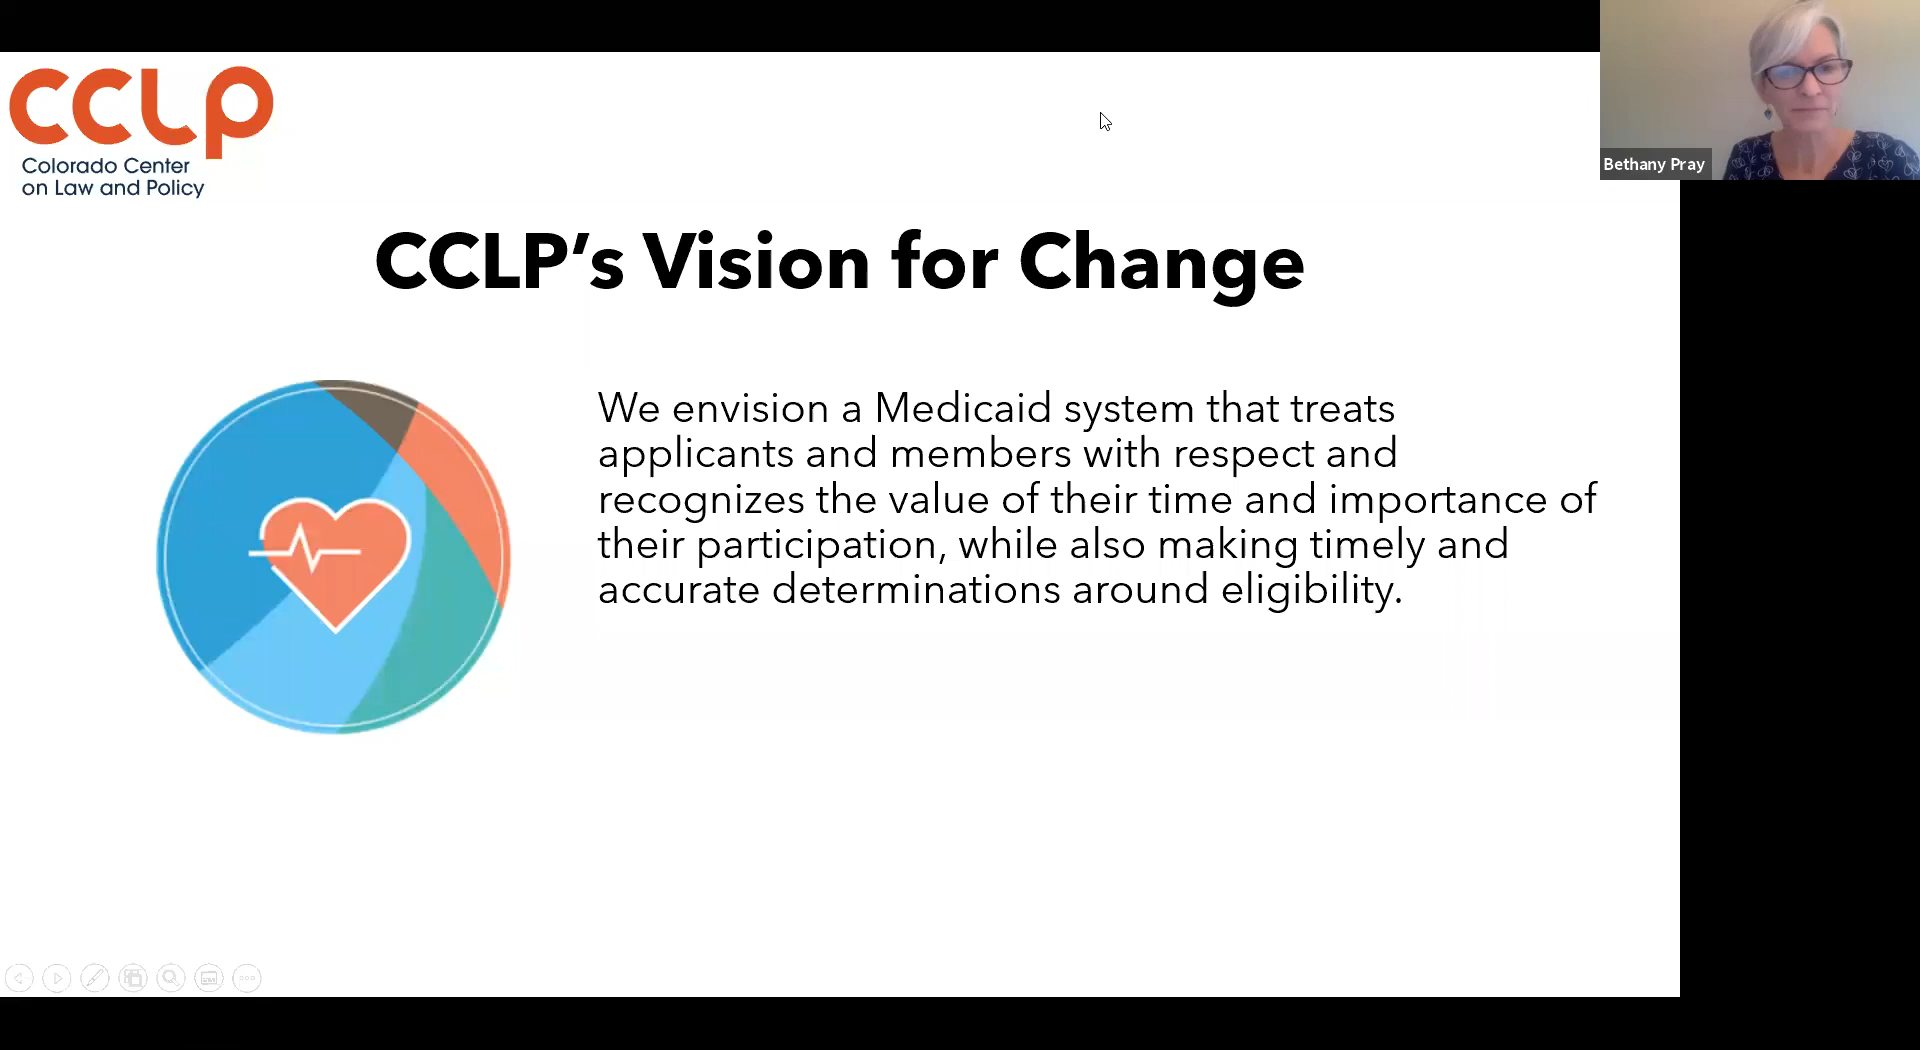 CCLP
Colorado Center
on Law and Policy
Bethany Pray
CCLP’s Vision for Change
We envision a Medicaid system that treats
applicants and members with respect and
recognizes the value of their time and importance of
their participation, while also making timely and
accurate determinations around eligibility.